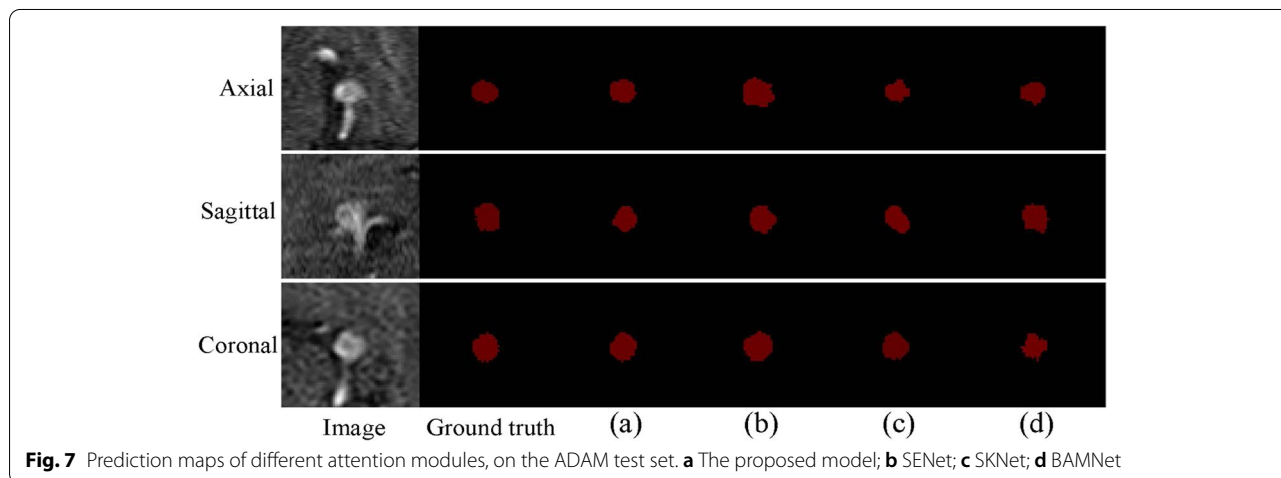 Axial
Sagittal
Coronal
Image Ground truth (a) (b) (c) (d)
Fig. 7 Prediction maps of different attention modules, on the ADAM test set. a The proposed model; b SENet; c SKNet; d BAMNet